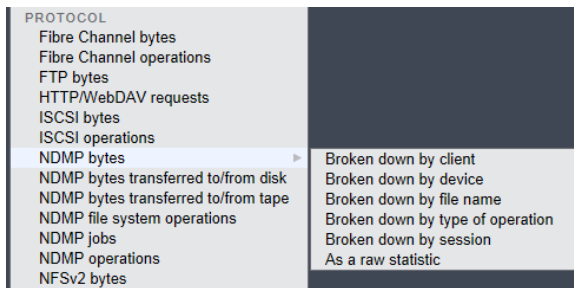 PROTOCOL
Fibre Channel bytes
Fibre Channel operations
FTP bytes
HTTP/WebDAV requests
ISCSI bytes
ISCSI operations
NDMP bytes
NDMP bytes transferred to/from disk
NDMP bytes transferred to/from tape
NDMP file system operations
NDMP jobs
NDMP operations
NFSv2 bytes
Broken down by client
Broken down by device
Broken down by file name
Broken down by type of operation
Broken down by session
As a raw statistic